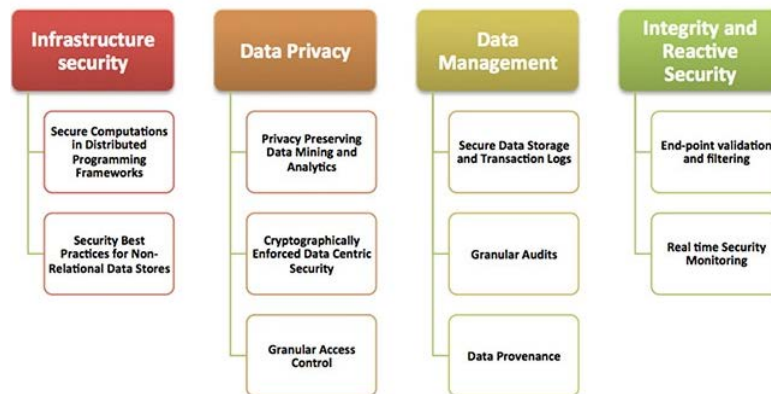 Infrastructure
security
Secure Computations
in Distributed
Programming
Frameworks
Security Best
Practices for Non-
Relational Data Stores
Data Privacy
Privacy Preserving
Data Mining and
Analytics
Cryptographically
Enforced Data Centric
Security
Granular Access
Control
Data
Management
Secure Data Storage
and Transaction Logs
Granular Audits
Data Provenance
Integrity and
Reactive
Security
End-point validation
and filtering
Real time Security
Monitoring